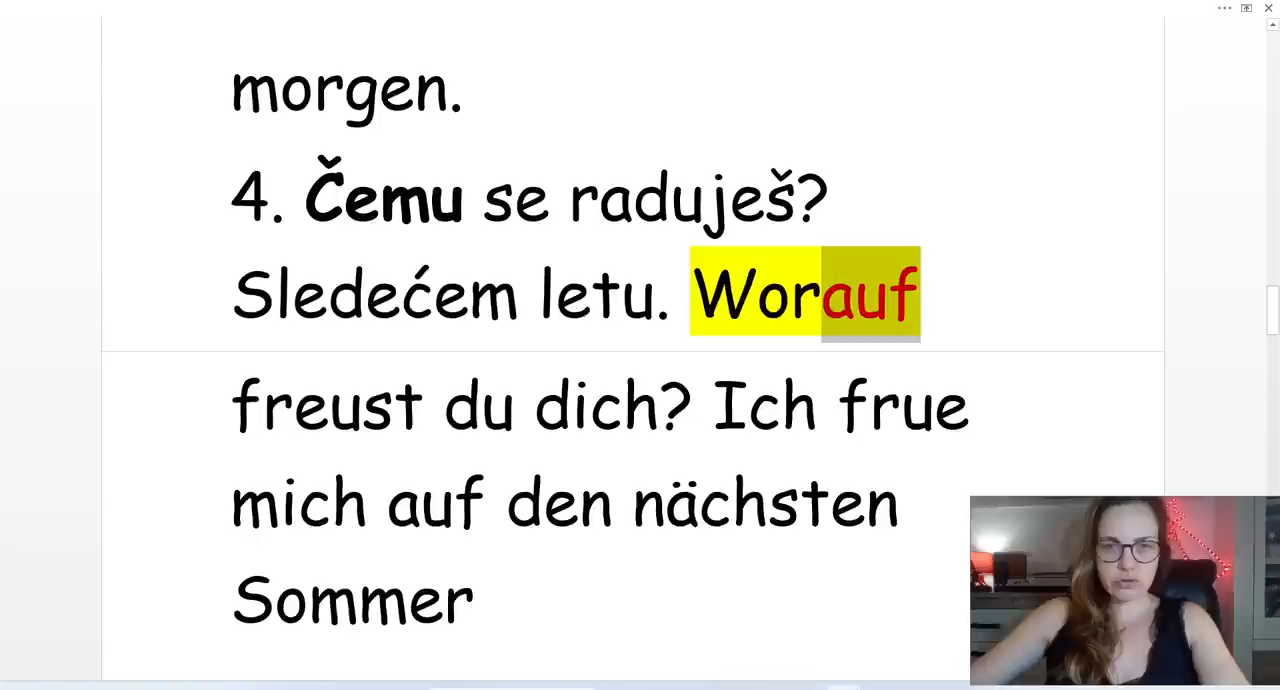 morgen.
4. Čemu se raduješ?
Sledećem letu. Worauf
freust du dich? Ich frue
mich auf den nächsten
Sommer